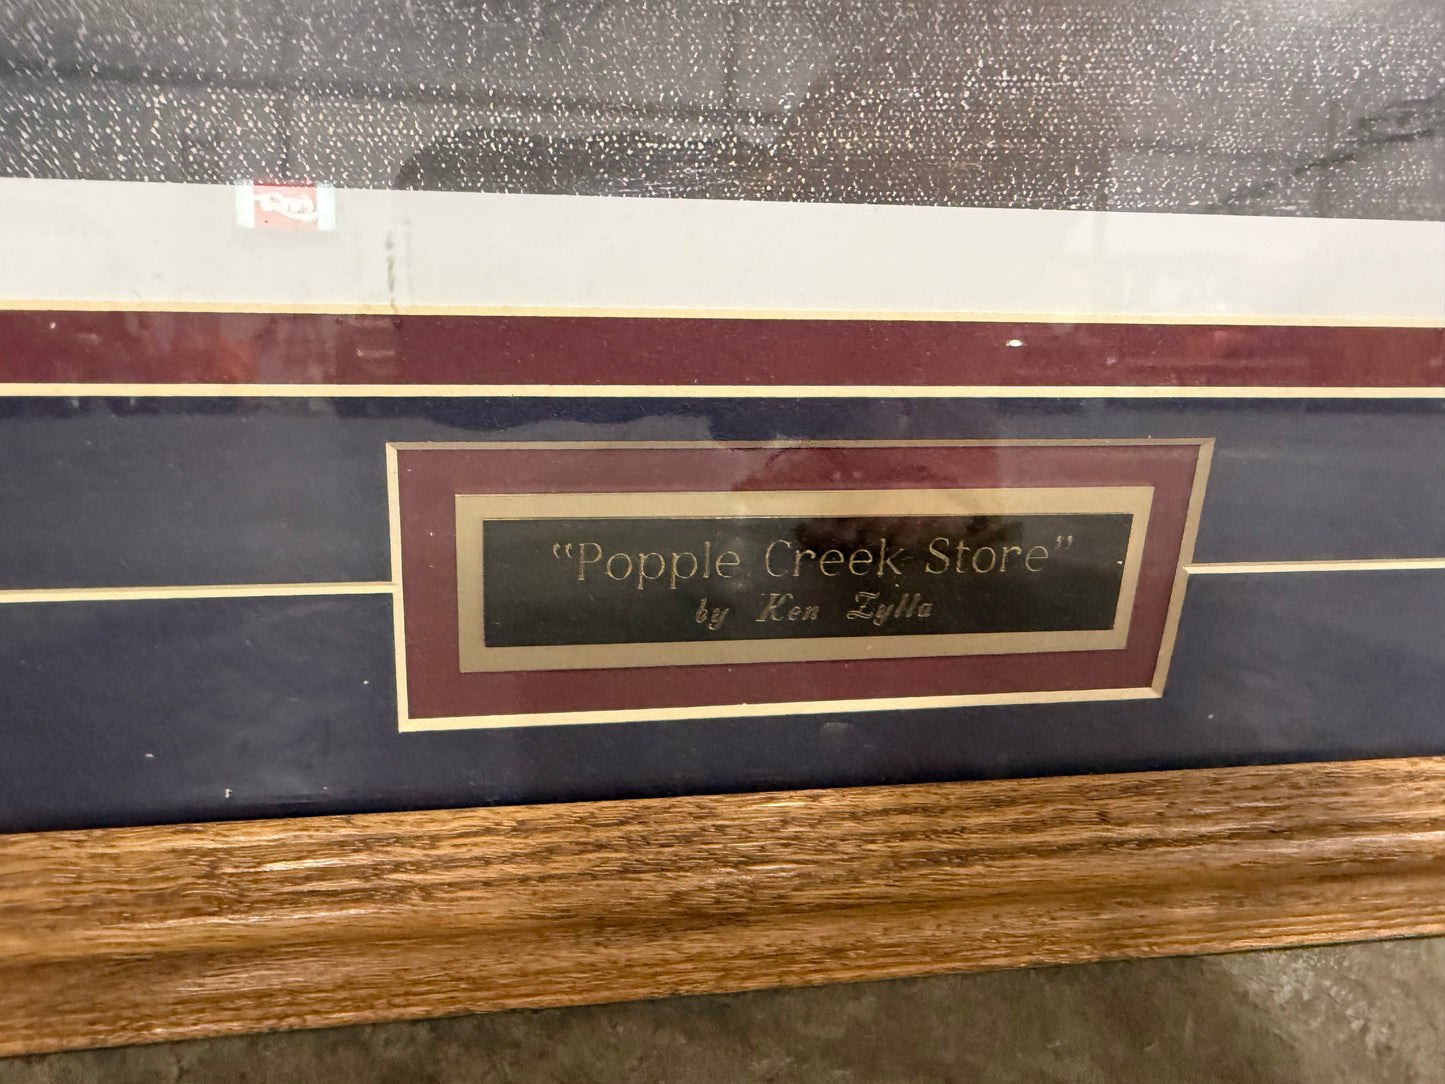 “Popple Creek Store”
by Ken Zylla